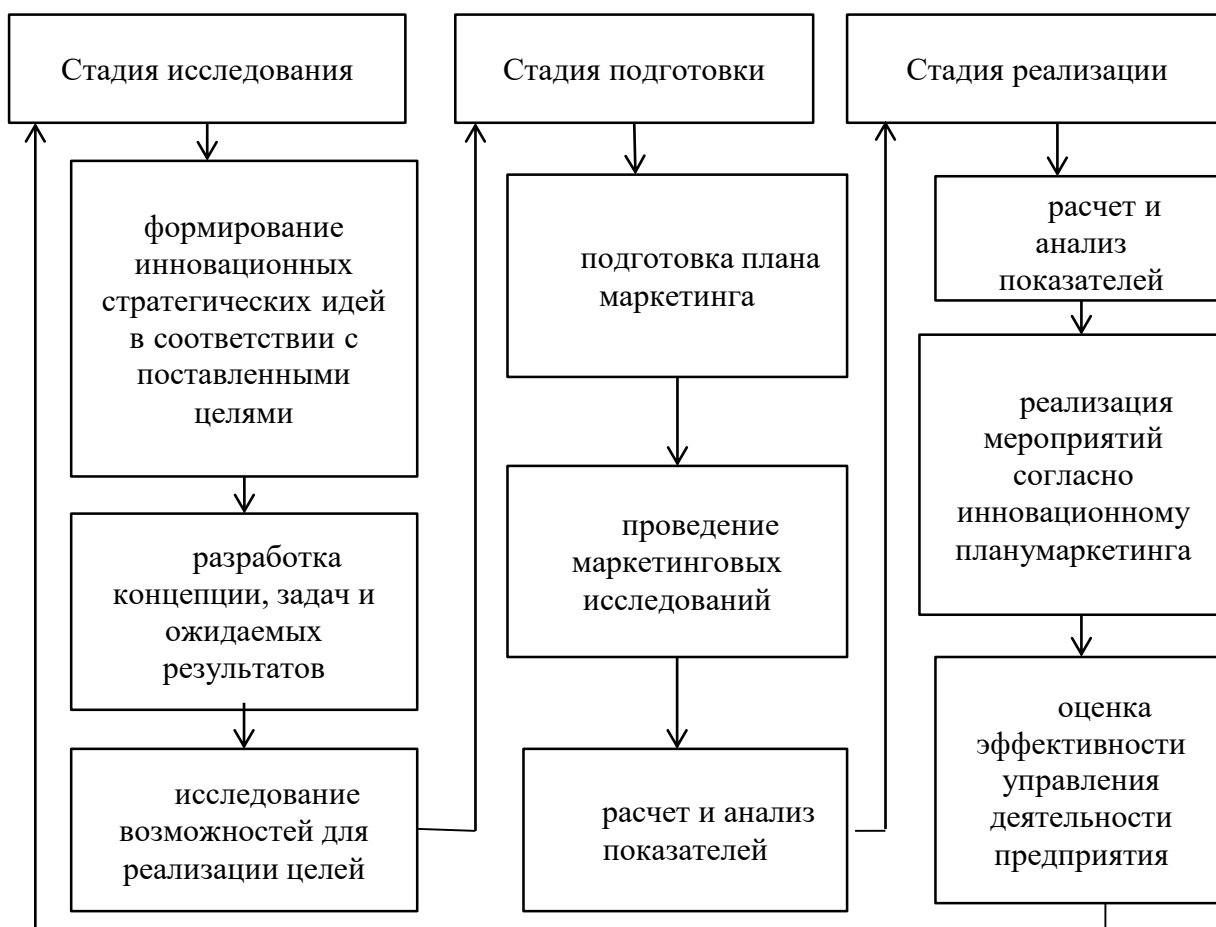 Стадия исследования
формирование
инновационных
стратегических идей
в соответствии с
поставленными
целями
разработка
концепции, задач и
ожидаемых
результатов
исследование
возможностей для
реализации целей
Стадия подготовки
подготовка плана
маркетинга
проведение
маркетинговых
исследований
расчет и анализ
показателей
Стадия реализации
расчет и
анализ
показателей
реализация
мероприятий
согласно
инновационному
планумаркетинга
оценка
эффективности
управления
деятельности
предприятия